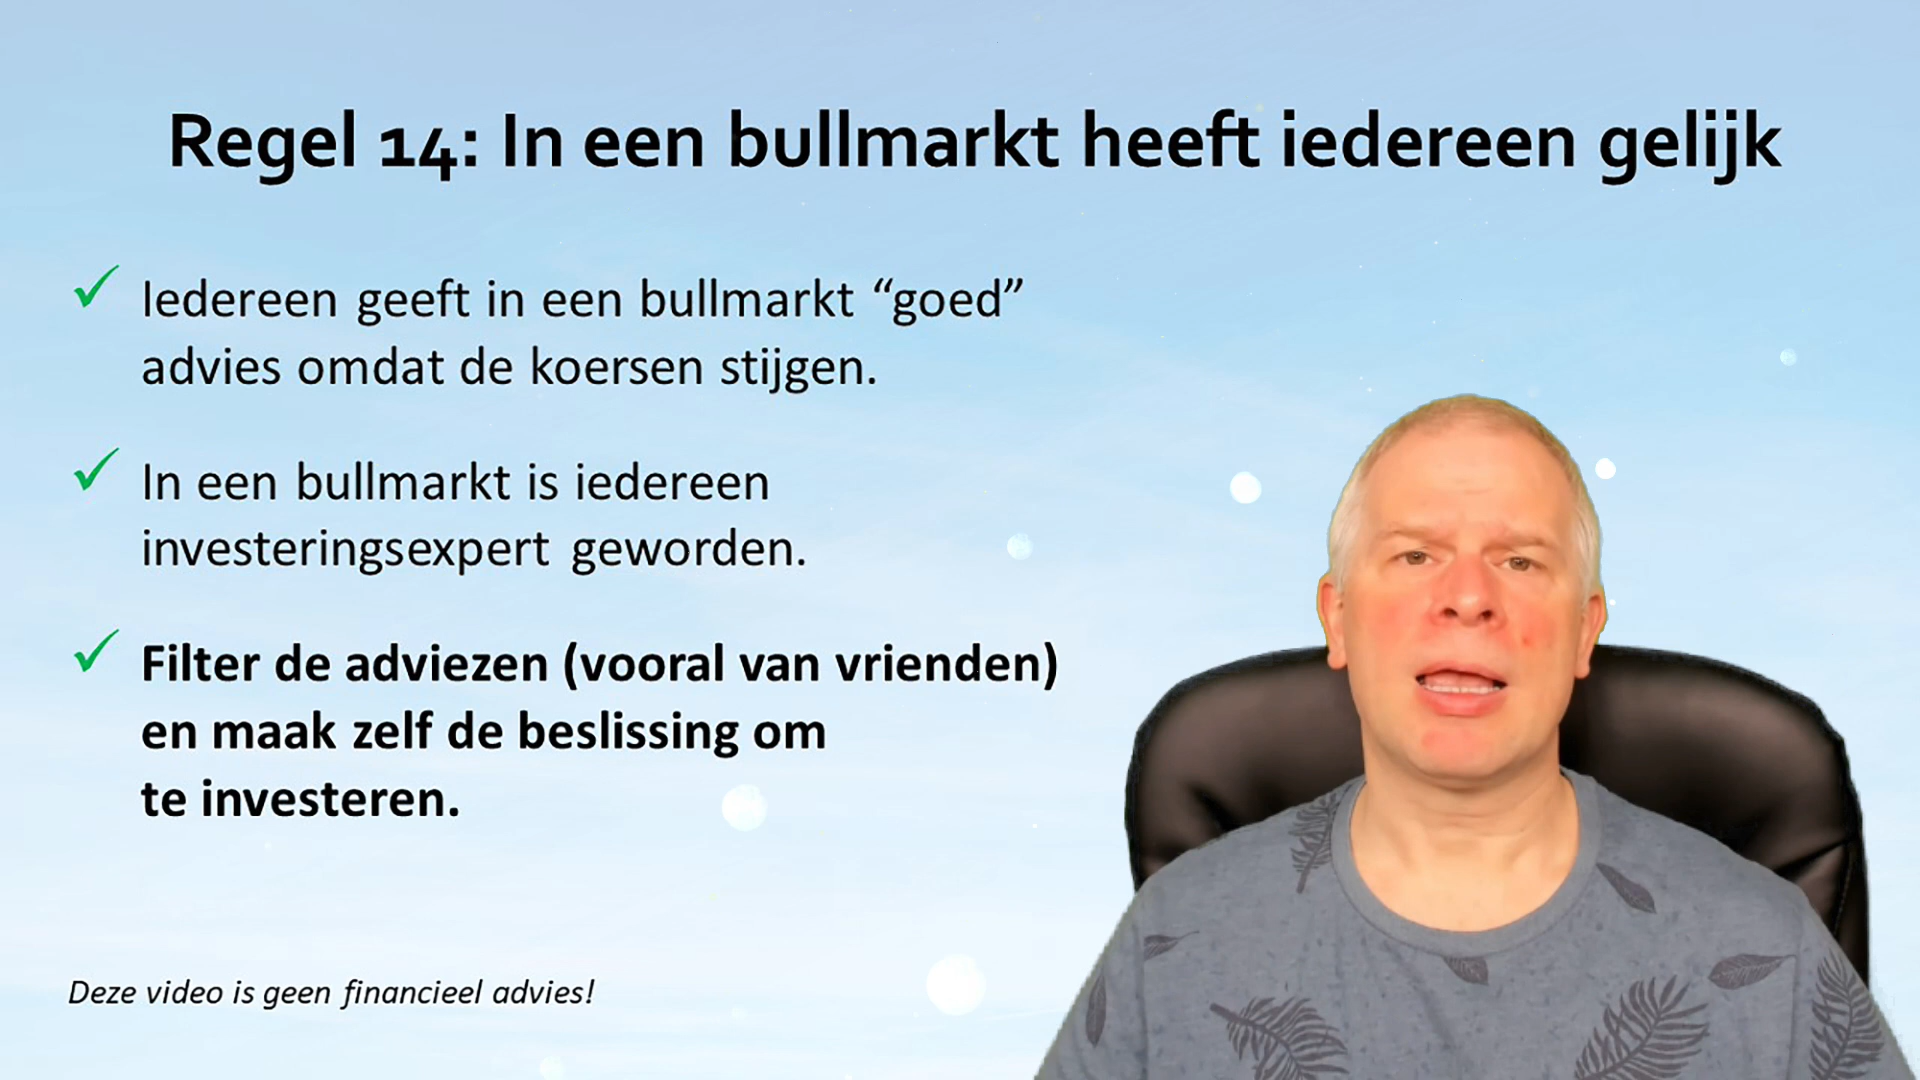 Regel 14: In een bullmarkt heeft iedereen gelijk
Iedereen geeft in een bullmarkt “goed”
advies omdat de koersen stijgen.
In een bullmarkt is iedereen
investeringsexpert geworden.
Filter de adviezen (vooral van vrienden)
en maak zelf de beslissing om
te investeren.
Deze video is geen financieel advies!